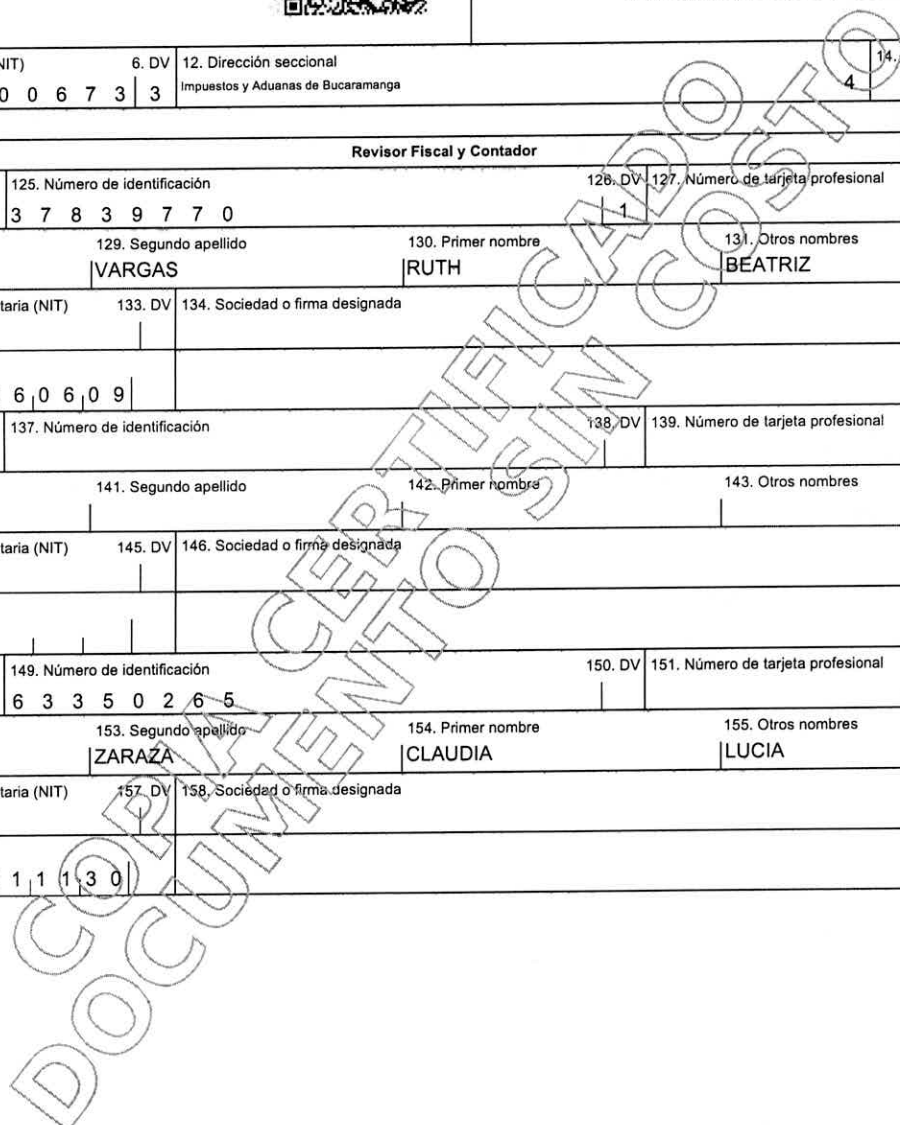 NIT) 6. DV 12. Dirección seccional 14.
0 0 6 7 3 3 Impuestos y Aduanas de Bucaramanga 4
Revisor Fiscal y Contador
125. Número de identificación 126. DV 127. Número de tarjeta profesional
3 7 8 3 9 7 7 0 1
129. Segundo apellido 130. Primer nombre 131. Otros nombres
VARGAS RUTH BEATRIZ
taria (NIT) 133. DV 134. Sociedad o firma designada
6 0 6 0 9
137. Número de identificación 138. DV 139. Número de tarjeta profesional
141. Segundo apellido 142. Primer nombre 143. Otros nombres
taria (NIT) 145. DV 146. Sociedad o firma designada
149. Número de identificación 150. DV 151. Número de tarjeta profesional
6 3 3 5 0 2 6 5
153. Segundo apellido 154. Primer nombre 155. Otros nombres
ZARAZA CLAUDIA LUCIA
taria (NIT) 157. DV 158. Sociedad o firma designada
1 1 1 3 0
COPIA CERTIFICADO
DOCUMENTO SIN COSTO